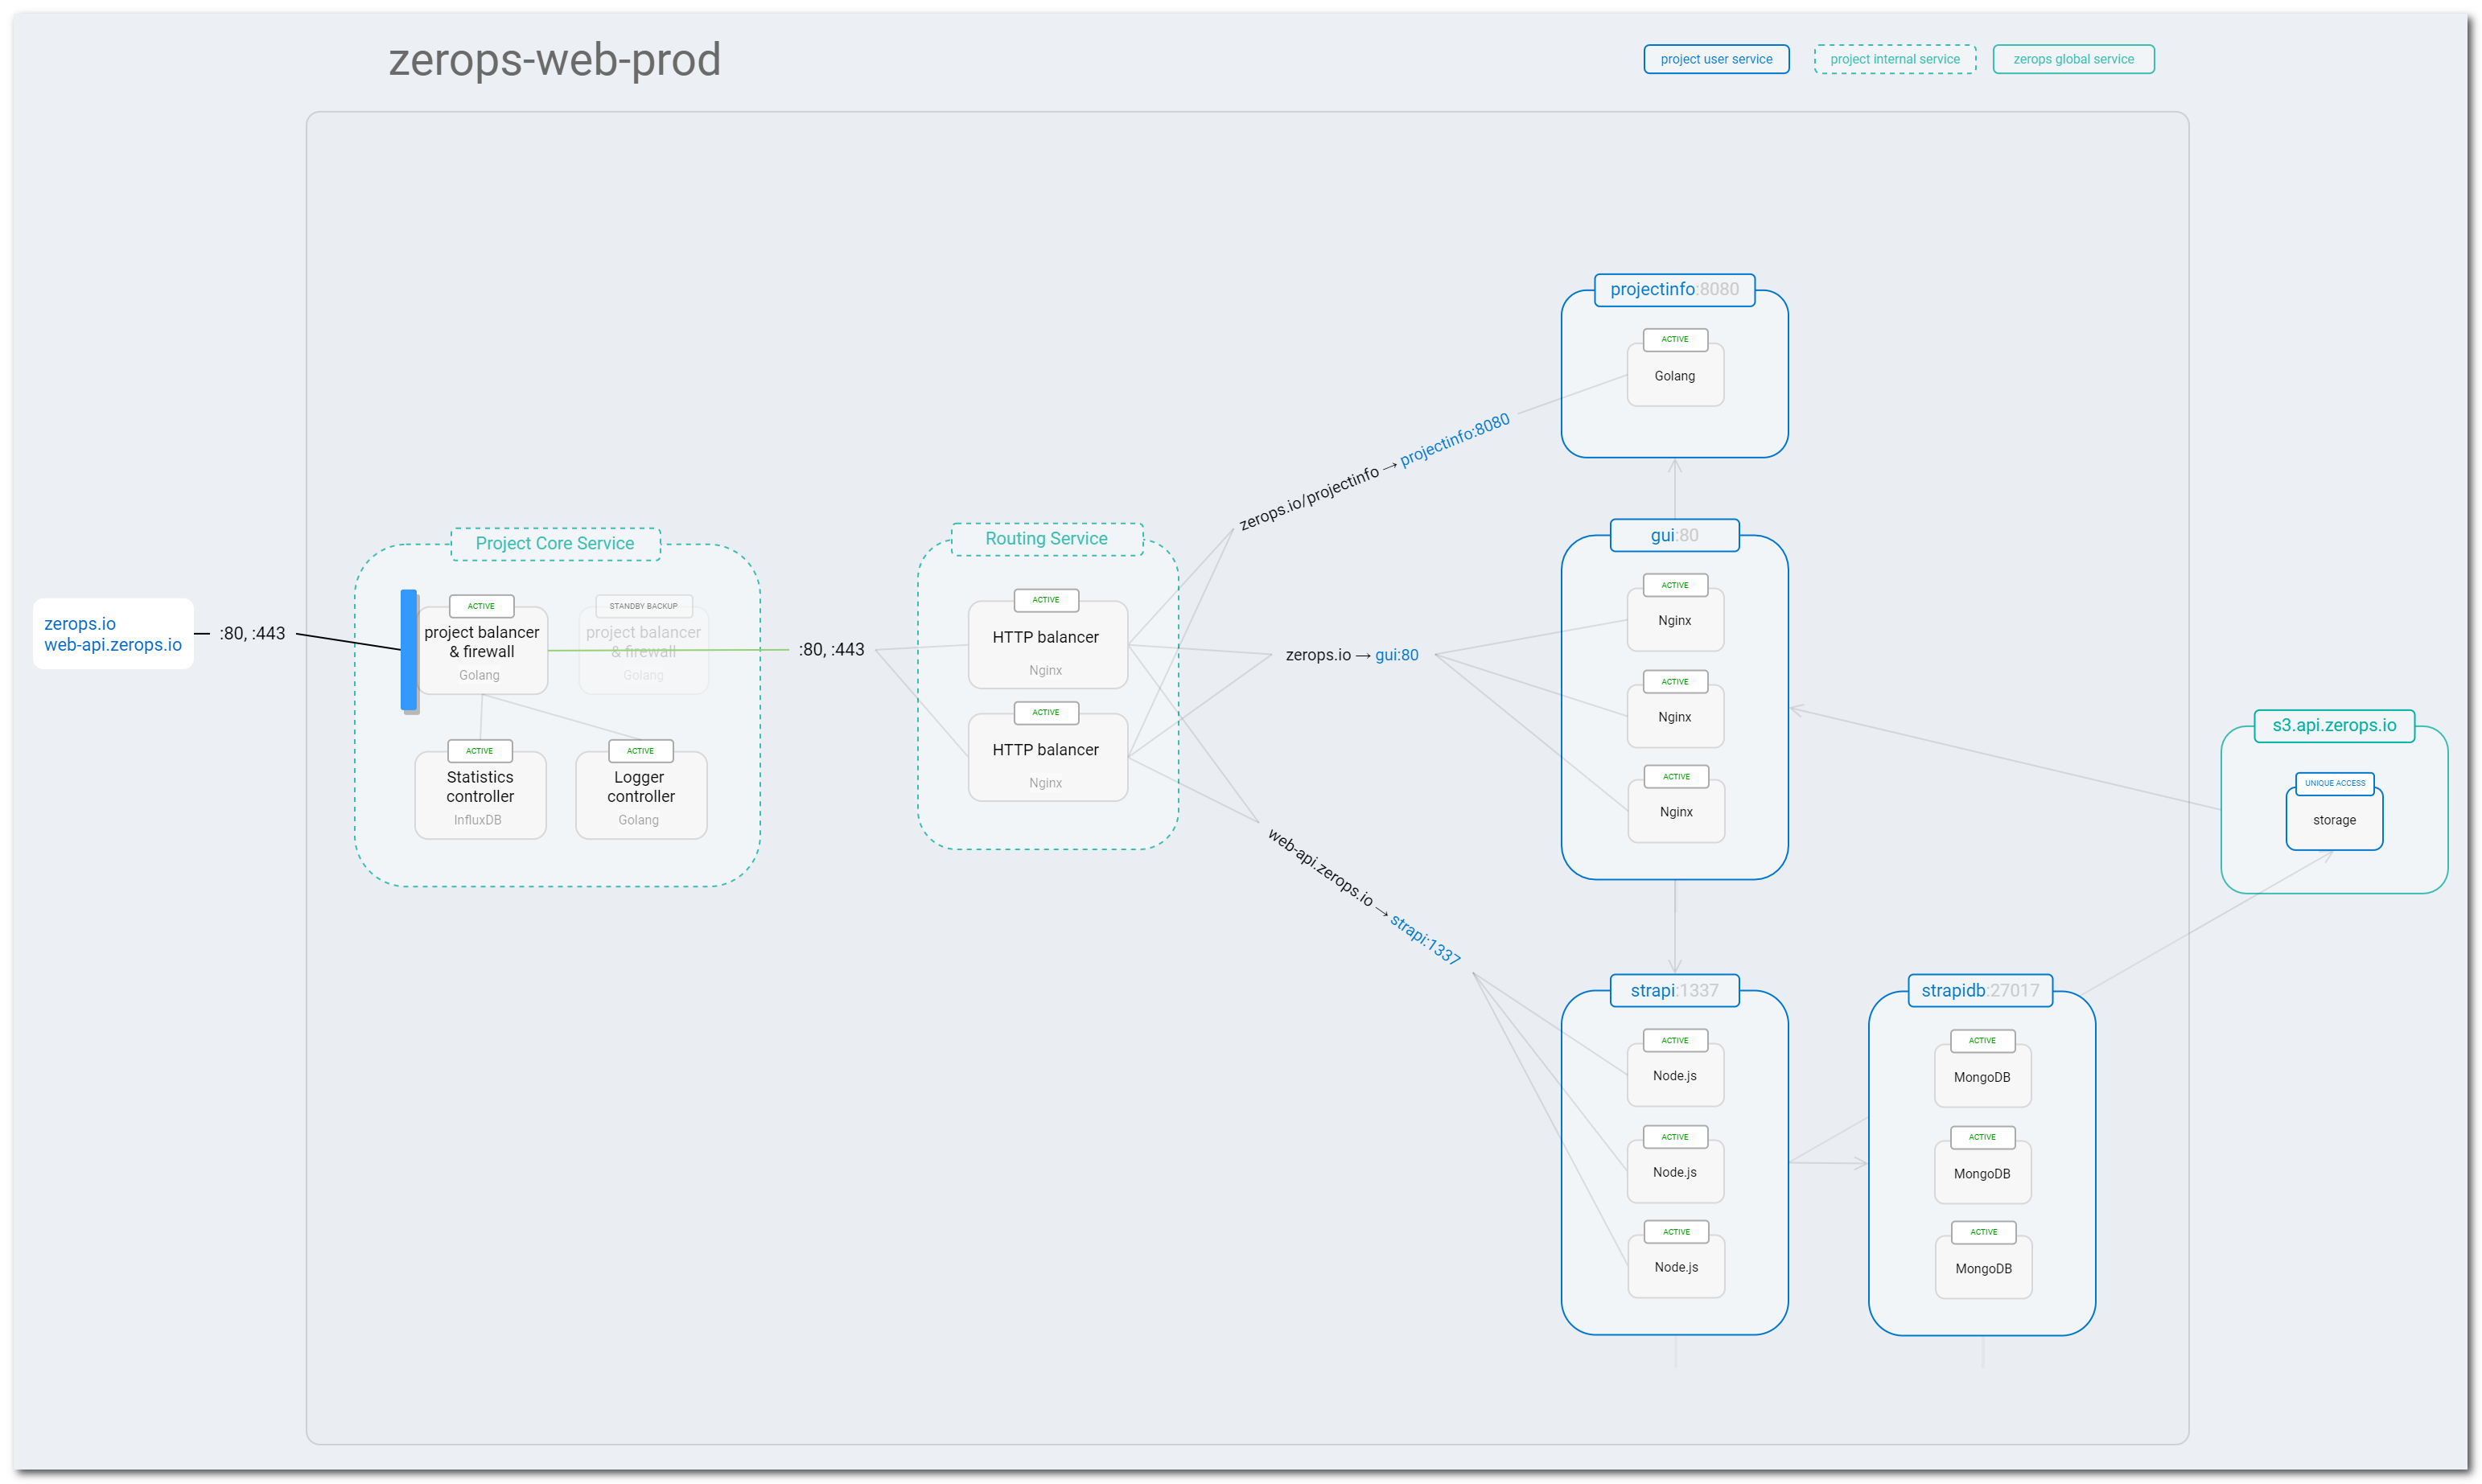 zerops-web-prod
project user service
project internal service
zerops global service
zerops.io
web-api.zerops.io
:80, :443
Project Core Service
ACTIVE
project balancer
& firewall
Golang
STANDBY BACKUP
project balancer
& firewall
Golang
ACTIVE
Statistics
controller
InfluxDB
ACTIVE
Logger
controller
Golang
:80, :443
Routing Service
ACTIVE
HTTP balancer
Nginx
ACTIVE
HTTP balancer
Nginx
zerops.io/projectinfo → projectinfo:8080
zerops.io → gui:80
web-api.zerops.io → strapi:1337
projectinfo:8080
ACTIVE
Golang
gui:80
ACTIVE
Nginx
ACTIVE
Nginx
ACTIVE
Nginx
strapi:1337
ACTIVE
Node.js
ACTIVE
Node.js
ACTIVE
Node.js
strapidb:27017
ACTIVE
MongoDB
ACTIVE
MongoDB
ACTIVE
MongoDB
s3.api.zerops.io
UNIQUE ACCESS
storage